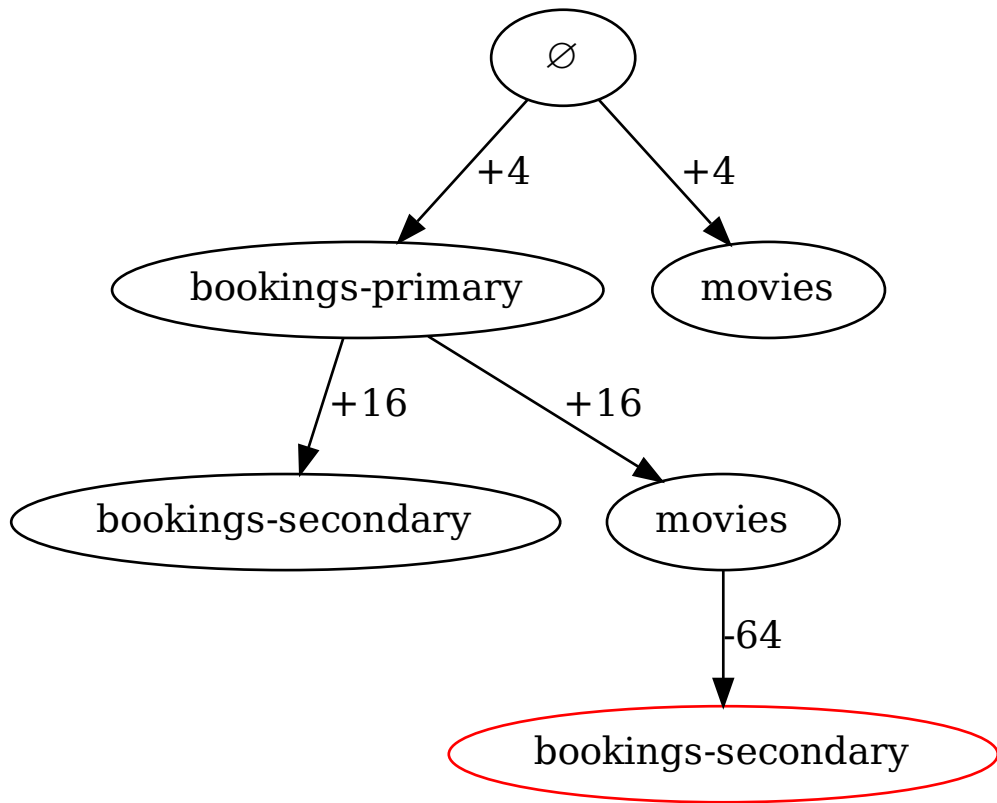 ∅
+4
+4
bookings-primary
movies
+16
+16
bookings-secondary
movies
-64
bookings-secondary